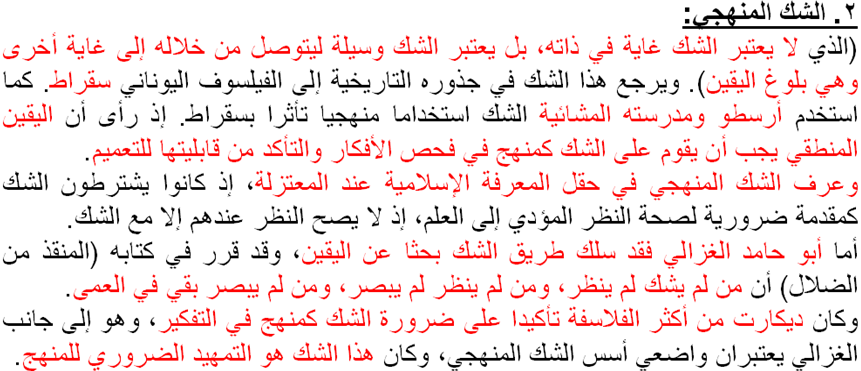 ٢. الشك المنهجي:
(الذي لا يعتبر الشك غاية في ذاته، بل يعتبر الشك وسيلة ليتوصل من خلاله إلى غاية أخرى
وهي بلوغ اليقين). ويرجع هذا الشك في جذوره التاريخية إلى الفيلسوف اليوناني سقراط. كما
استخدم أرسطو ومدرسته المشائية الشك استخداما منهجيا تأثرا بسقراط. إذ رأى أن اليقين
المنطقي يجب أن يقوم على الشك كمنهج في فحص الأفكار والتأكد من قابليتها للتعميم.
وعرف الشك المنهجي في حقل المعرفة الإسلامية عند المعتزلة، إذ كانوا يشترطون الشك
كمقدمة ضرورية لصحة النظر المؤدي إلى العلم، إذ لا يصح النظر عندهم إلا مع الشك.
أما أبو حامد الغزالي فقد سلك طريق الشك بحثا عن اليقين، وقد قرر في كتابه (المنقذ من
الضلال) أن من لم يشك لم ينظر، ومن لم ينظر لم يبصر، ومن لم يبصر بقي في العمى.
وكان ديكارت من أكثر الفلاسفة تأكيدا على ضرورة الشك كمنهج في التفكير، وهو إلى جانب
الغزالي يعتبران واضعي أسس الشك المنهجي، وكان هذا الشك هو التمهيد الضروري للمنهج.